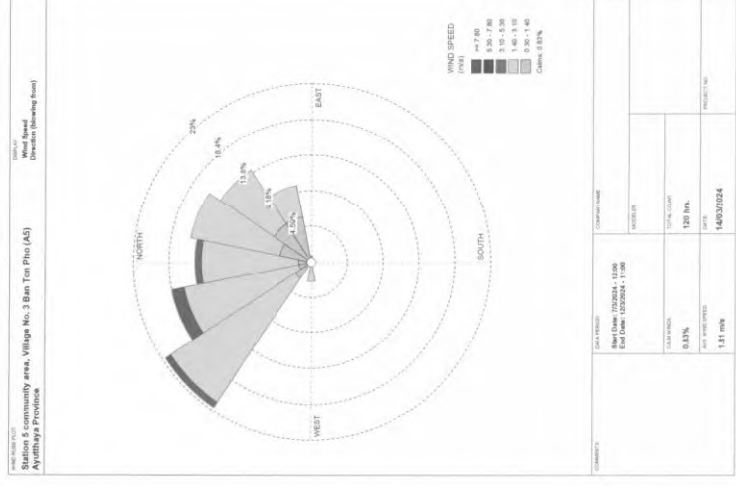 WIND ROSE PLOT:
Station 5 community area, Village No. 3 Ban Ton Pho (A5)
Ayutthaya Province
DISPLAY:
Wind Speed
Direction (blowing from)
NORTH
EAST
SOUTH
WEST
4.59%
13.8%
18.4%
23%
WIND SPEED
(m/s)
>= 7.80
5.30 - 7.80
3.10 - 5.30
1.40 - 3.10
0.30 - 1.40
Calms: 0.83%
COMMENTS:
DATA PERIOD:
Start Date: 7/3/2024 - 12:00
End Date: 12/3/2024 - 11:00
COMPANY NAME:
MODELER:
CALM WINDS:
0.83%
TOTAL COUNT:
120 hrs.
AVG. WIND SPEED:
1.51 m/s
DATE:
14/03/2024
PROJECT NO.: